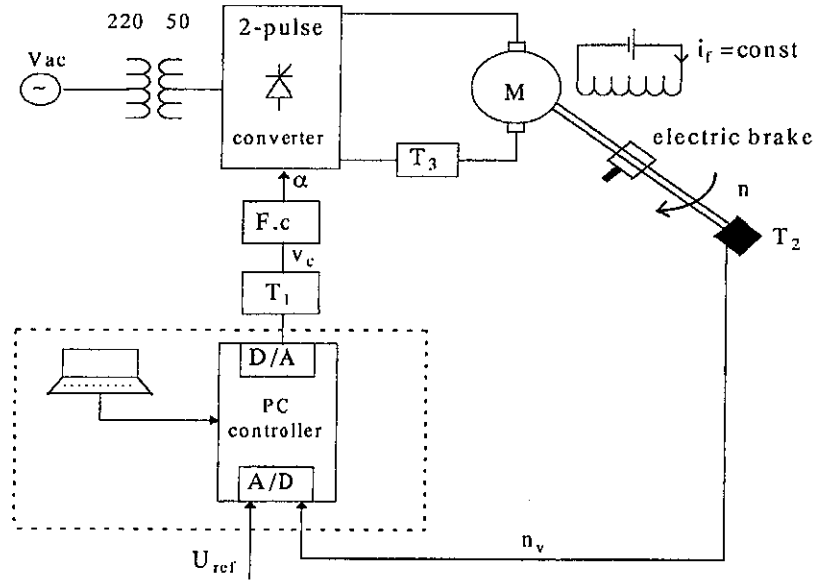 220 50
Vac
~
2-pulse
converter
M
i_f = const
T_3
electric brake
n
T_2
α
F.c
v_c
T_1
D/A
PC
controller
A/D
U_ref
n_v